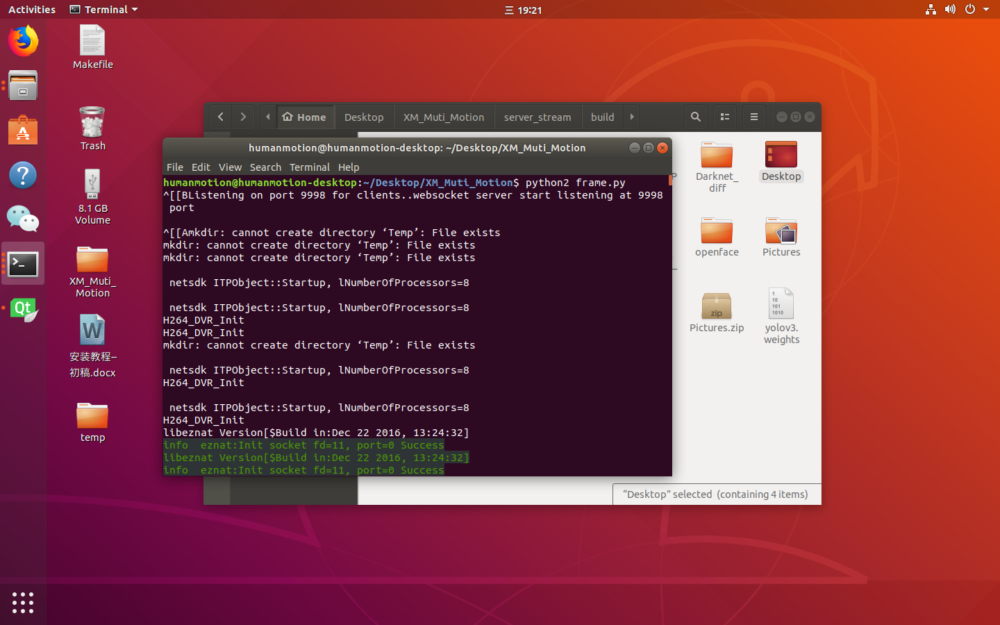 Activities
Terminal
三 19:21
Makefile
Trash
8.1 GB
Volume
XM_Muti_
Motion
安装教程--
初稿.docx
temp
Home
Desktop
XM_Muti_Motion
server_stream
build
humanmotion@humanmotion-desktop: ~/Desktop/XM_Muti_Motion
File Edit View Search Terminal Help
humanmotion@humanmotion-desktop:~/Desktop/XM_Muti_Motion$ python2 frame.py
^[[BListening on port 9998 for clients..websocket server start listening at 9998
port
^[[Amkdir: cannot create directory ‘Temp’: File exists
mkdir: cannot create directory ‘Temp’: File exists
mkdir: cannot create directory ‘Temp’: File exists
netsdk ITPObject::Startup, lNumberOfProcessors=8
netsdk ITPObject::Startup, lNumberOfProcessors=8
H264_DVR_Init
H264_DVR_Init
mkdir: cannot create directory ‘Temp’: File exists
netsdk ITPObject::Startup, lNumberOfProcessors=8
H264_DVR_Init
netsdk ITPObject::Startup, lNumberOfProcessors=8
H264_DVR_Init
libeznat Version[$Build in:Dec 22 2016, 13:24:32]
info  eznat:Init socket fd=11, port=0 Success
libeznat Version[$Build in:Dec 22 2016, 13:24:32]
info  eznat:Init socket fd=11, port=0 Success
Darknet_
diff
Desktop
openface
Pictures
zip
Pictures.zip
1
10
101
1010
yolov3.
weights
“Desktop” selected (containing 4 items)
Qt
W